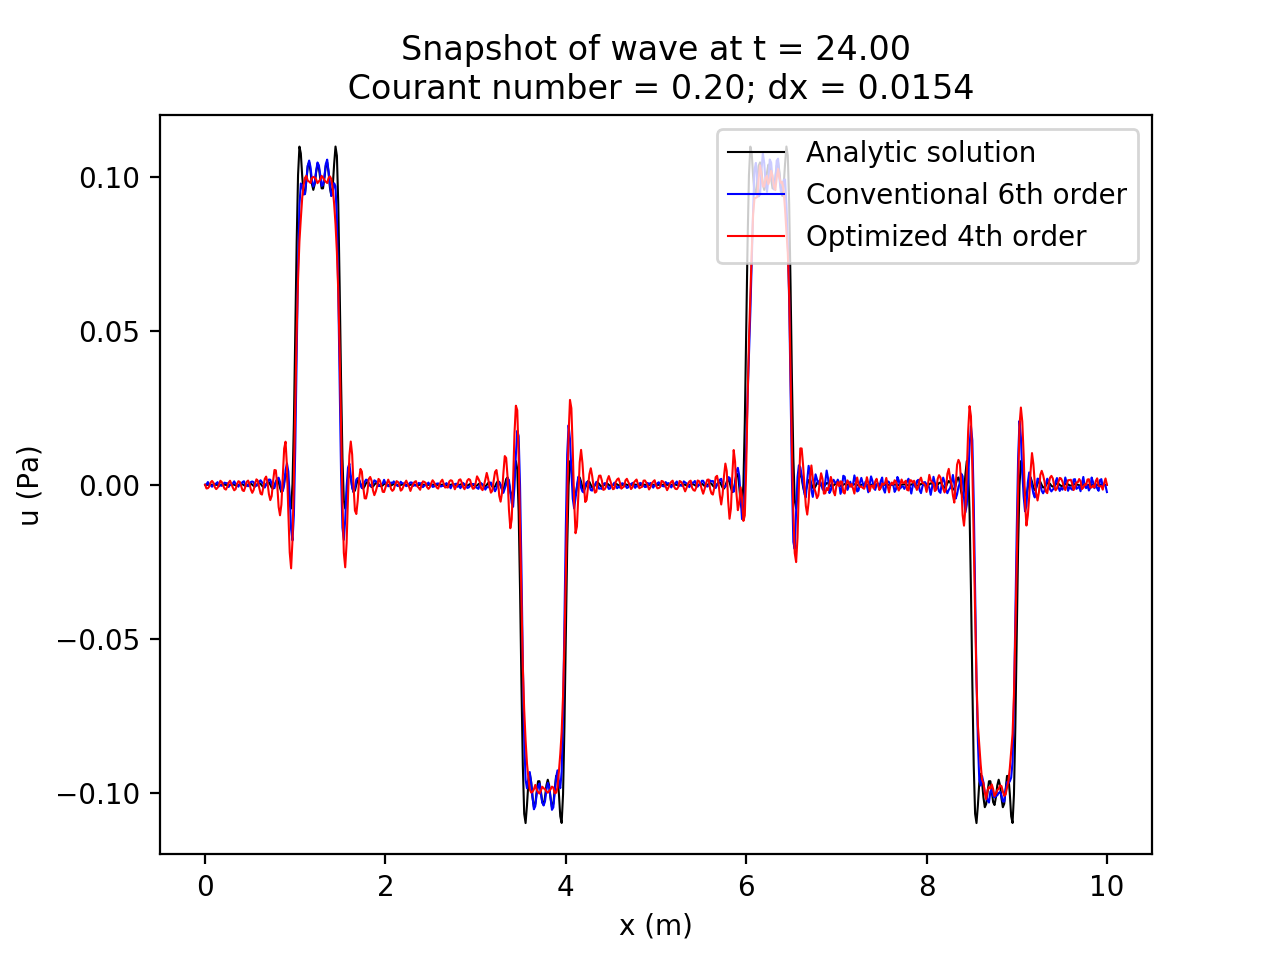 Snapshot of wave at t = 24.00
Courant number = 0.20; dx = 0.0154
Analytic solution
Conventional 6th order
Optimized 4th order
u (Pa)
0.10
0.05
0.00
−0.05
−0.10
0 2 4 6 8 10
x (m)